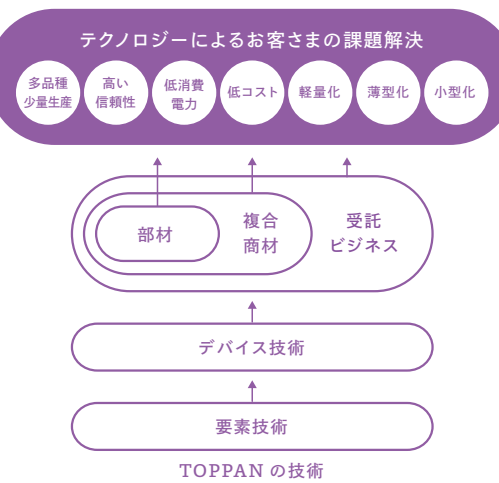 テクノロジーによるお客さまの課題解決
多品種
少量生産
高い
信頼性
低消費
電力
低コスト
軽量化
薄型化
小型化
部材
複合
商材
受託
ビジネス
デバイス技術
要素技術
TOPPAN の技術